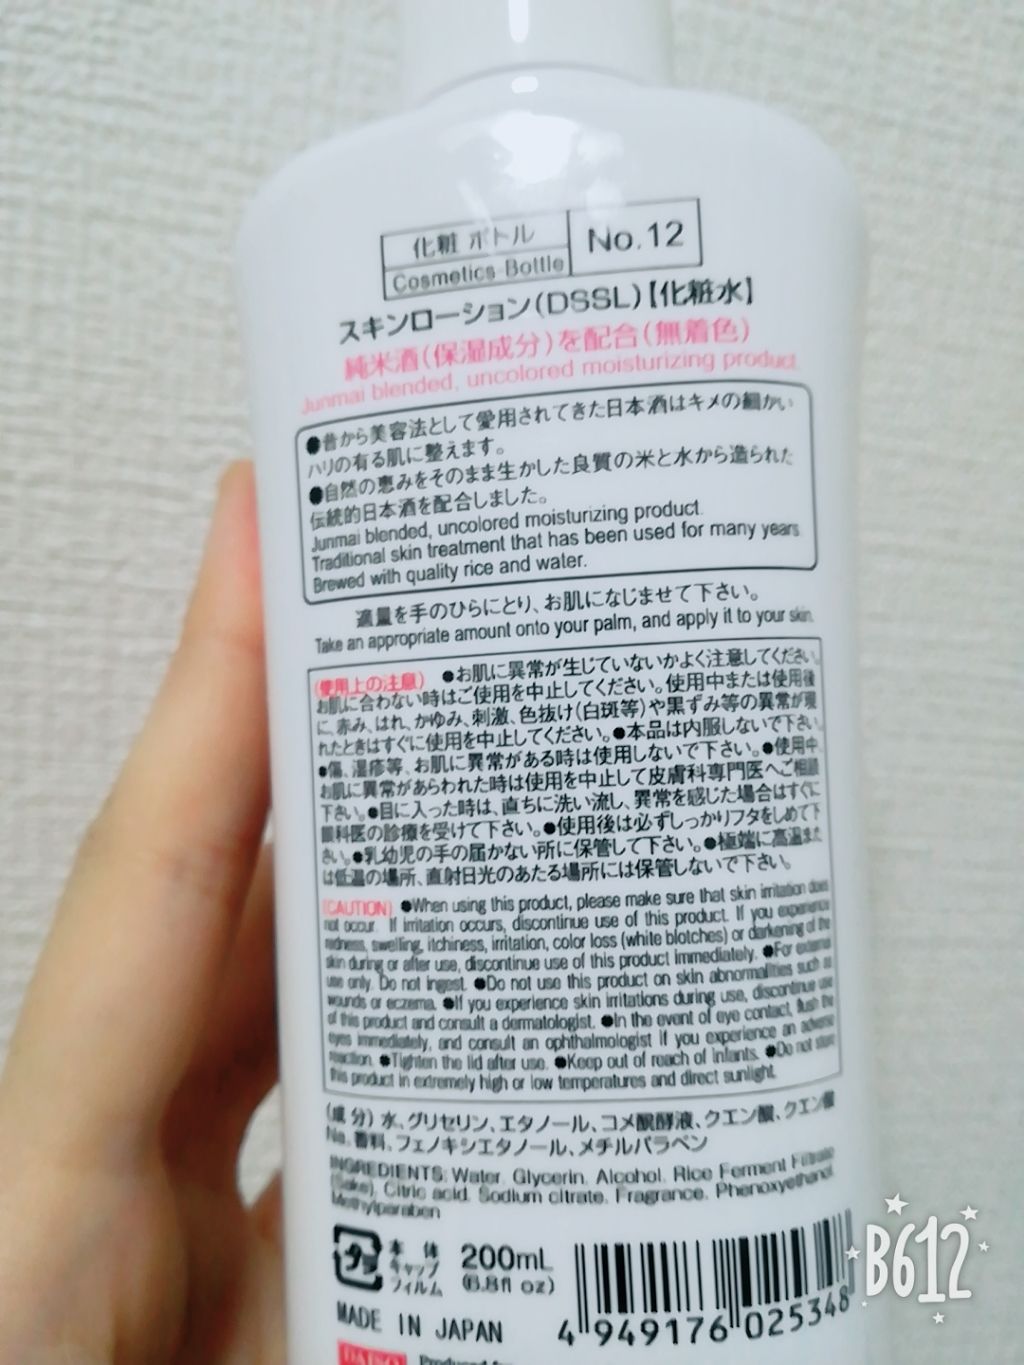 化粧 ボトル
Cosmetics Bottle
No.12
スキンローション(DSSL)【化粧水】
純米酒(保湿成分)を配合(無着色)
Junmai blended, uncolored moisturizing product.
●昔から美容法として愛用されてきた日本酒はキメの細かい
ハリの有る肌に整えます。
●自然の恵みをそのまま生かした良質の米と水から造られた
伝統的日本酒を配合しました。
Junmai blended, uncolored moisturizing product.
Traditional skin treatment that has been used for many years.
Brewed with quality rice and water.
適量を手のひらにとり、お肌になじませて下さい。
Take an appropriate amount onto your palm, and apply it to your skin.
(使用上の注意) ●お肌に異常が生じていないかよく注意してください。
お肌に合わない時はご使用を中止してください。使用中または使用後
に、赤み、はれ、かゆみ、刺激、色抜け(白斑等)や黒ずみ等の異常が現
れたときはすぐに使用を中止してください。●本品は内服しないで下さい。
●傷、湿疹等、お肌に異常がある時は使用しないで下さい。●使用中、
お肌に異常があらわれた時は使用を中止して皮膚科専門医へご相談
下さい。●目に入った時は、直ちに洗い流し、異常を感じた場合はすぐに
眼科医の診療を受けて下さい。●使用後は必ずしっかりフタをしめて下
さい。●乳幼児の手の届かない所に保管して下さい。●極端に高温また
は低温の場所、直射日光のあたる場所には保管しないで下さい。
(CAUTION) ●When using this product, please make sure that skin irritation does
not occur. If irritation occurs, discontinue use of this product. If you experience
redness, swelling, itchiness, irritation, color loss (white blotches) or darkening of the
skin during or after use, discontinue use of this product immediately. ●For external
use only. Do not ingest. ●Do not use this product on skin abnormalities such as
wounds or eczema. ●If you experience skin irritations during use, discontinue use
of this product and consult a dermatologist. ●In the event of eye contact, flush the
eyes immediately, and consult an ophthalmologist if you experience an adverse
reaction. ●Tighten the lid after use. ●Keep out of reach of infants. ●Do not store
this product in extremely high or low temperatures and direct sunlight.
(成分) 水、グリセリン、エタノール、コメ醗酵液、クエン酸、クエン酸
Na、香料、フェノキシエタノール、メチルパラベン
INGREDIENTS: Water, Glycerin, Alcohol, Rice Ferment Filtrate
(Sake), Citric acid, Sodium citrate, Fragrance, Phenoxyethanol,
Methylparaben
プラ
本体
キャップ
フィルム
200mL
(6.8fl oz)
MADE IN JAPAN
4 949176 025348
DAISO
Produced for
B612